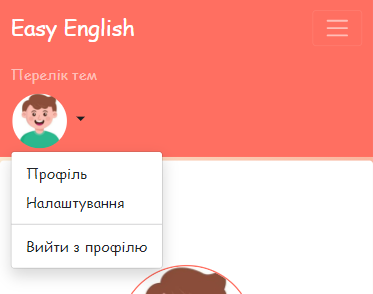 Easy English
Перелік тем
Профіль
Налаштування
Вийти з профілю